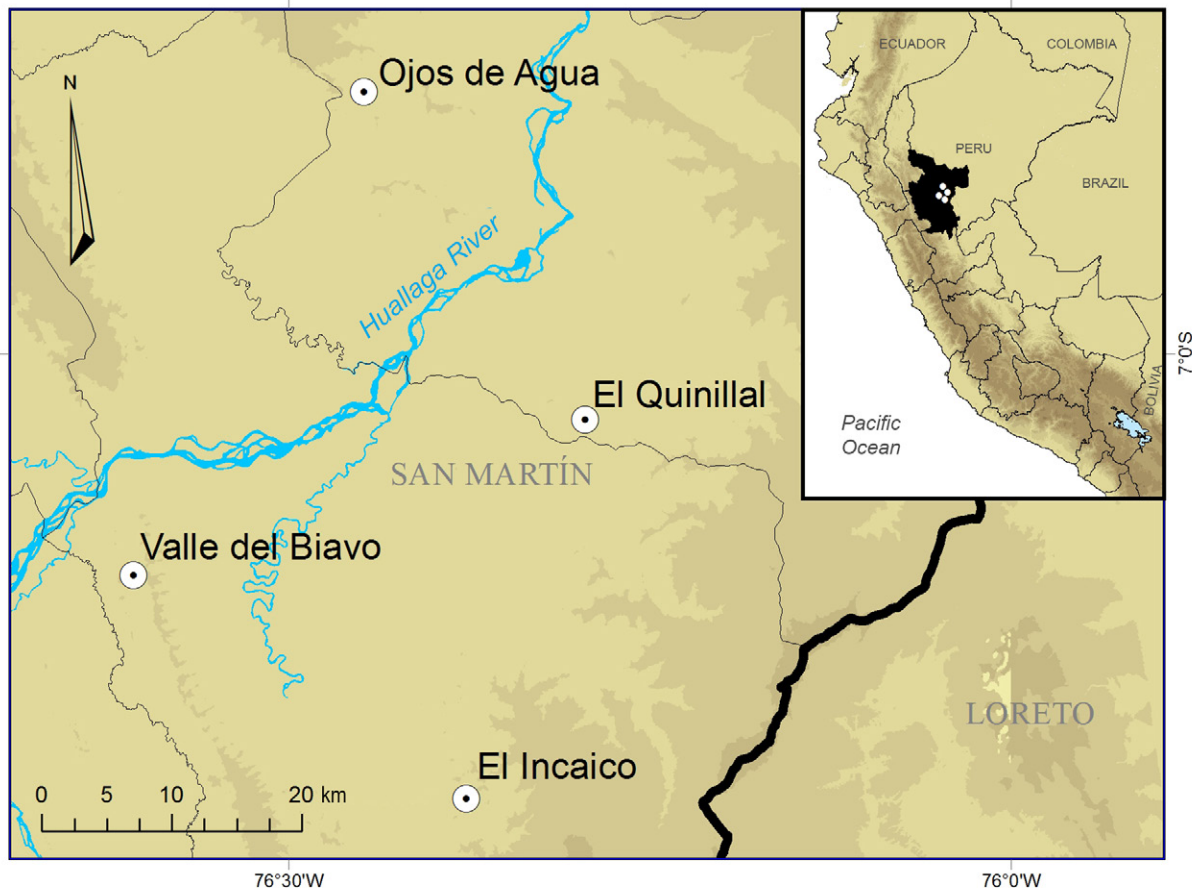 N
Ojos de Agua
Huallaga River
El Quinillal
SAN MARTÍN
Valle del Biavo
El Incaico
LORETO
0 5 10 20 km
ECUADOR
COLOMBIA
PERU
BRAZIL
BOLIVIA
Pacific
Ocean
7°0'S
76°30'W
76°0'W